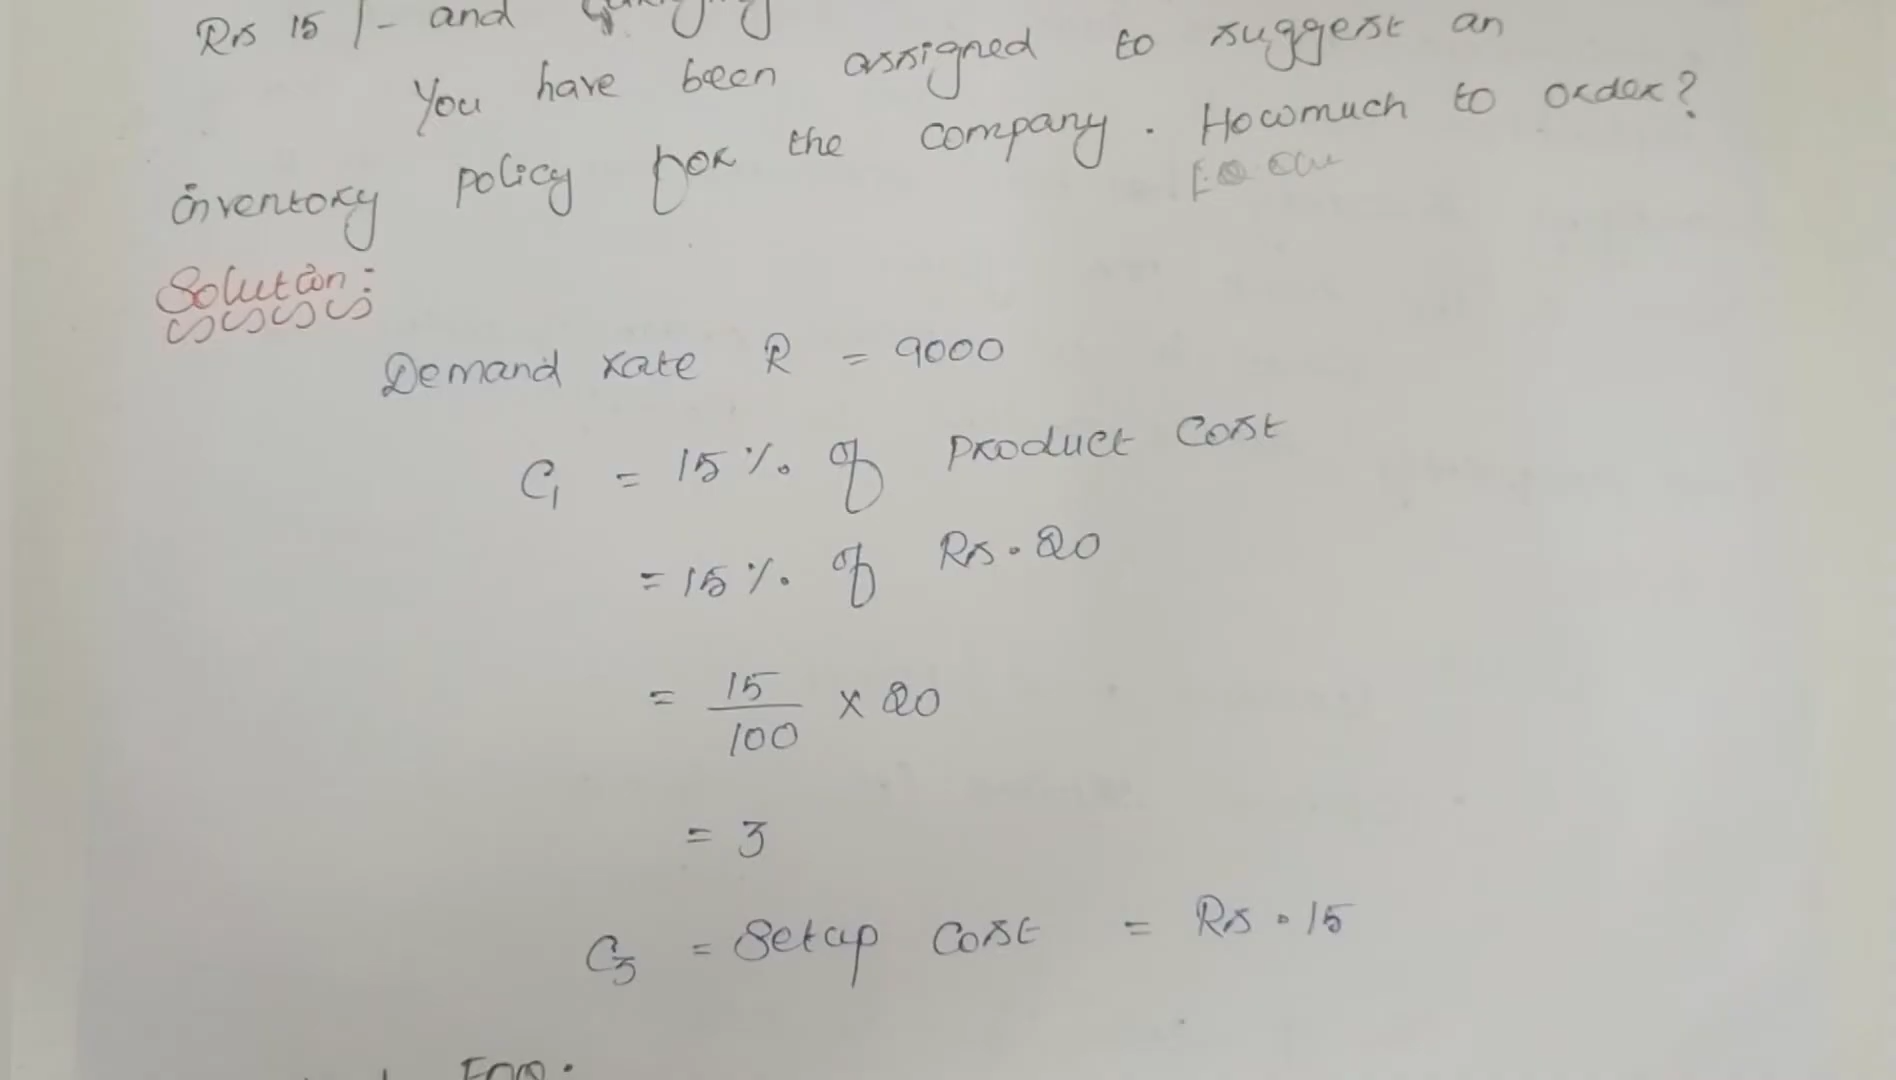 Rs 15/- and
You have been assigned to suggest an
inventory policy for the company. Howmuch to order?
Solution:
Demand rate R = 9000
C1 = 15 %. of Product Cost
= 15 %. of Rs. 20
= 15/100 x 20
= 3
C3 = Setup Cost = Rs. 15
EOQ.